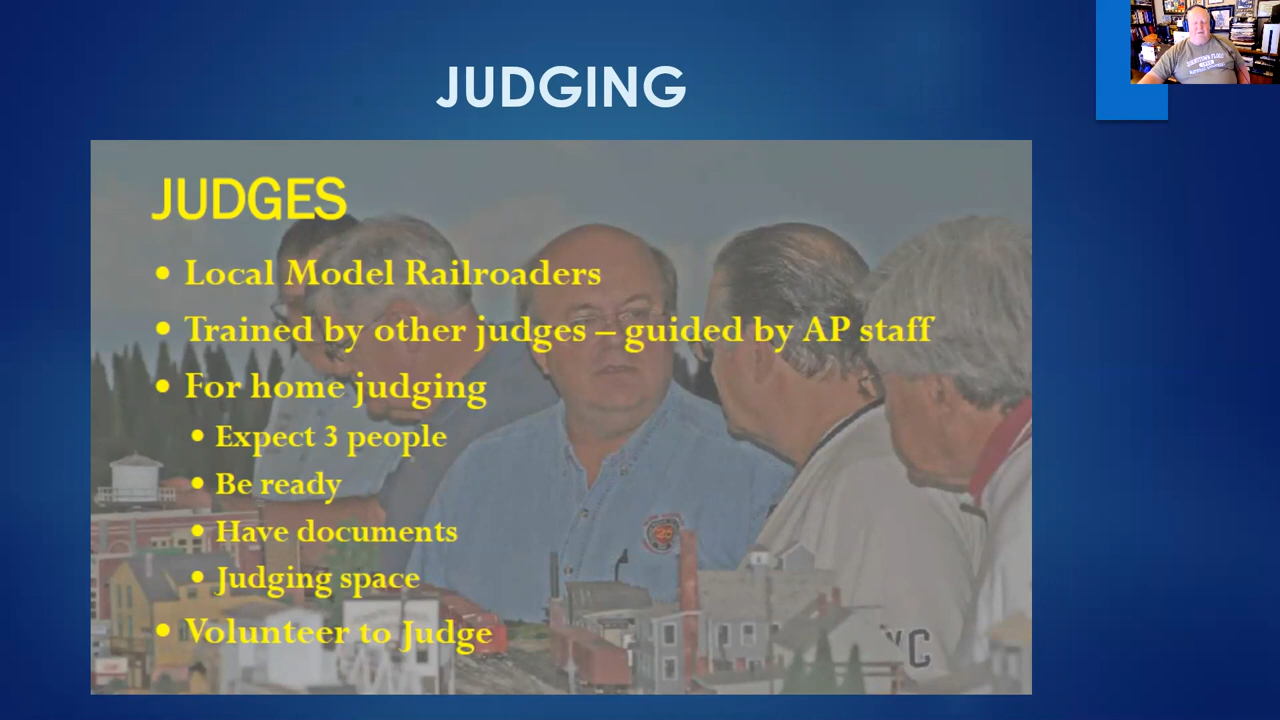 JUDGING
JUDGES
• Local Model Railroaders
• Trained by other judges – guided by AP staff
• For home judging
• Expect 3 people
• Be ready
• Have documents
• Judging space
• Volunteer to Judge